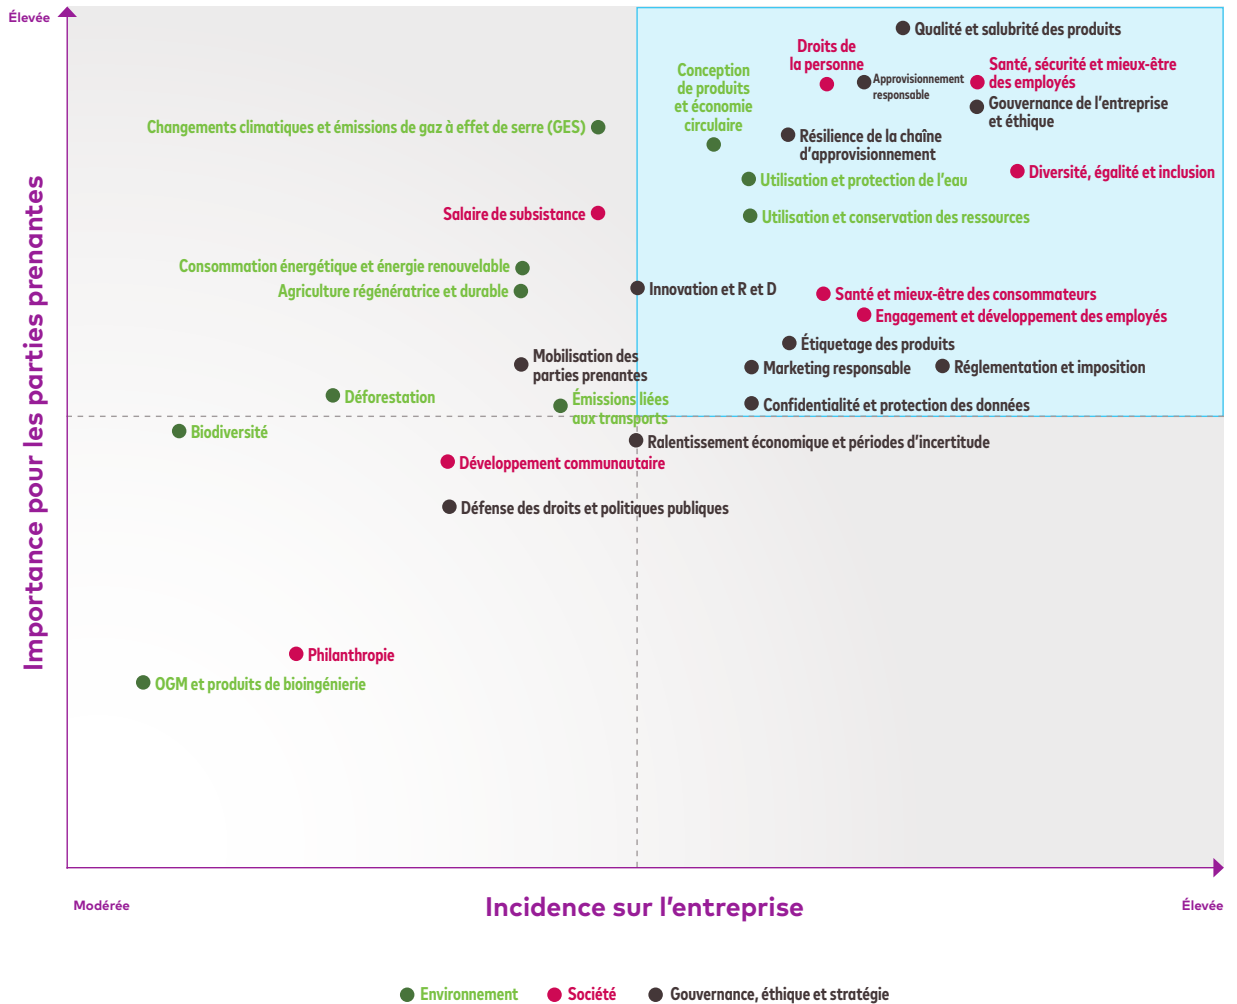 Élevée
Importance pour les parties prenantes
Qualité et salubrité des produits
Droits de
la personne
Santé, sécurité et mieux-être
des employés
Conception
de produits
et économie
circulaire
Approvisionnement
responsable
Gouvernance de l’entreprise
et éthique
Changements climatiques et émissions de gaz à effet de serre (GES)
Résilience de la chaîne
d’approvisionnement
Diversité, égalité et inclusion
Utilisation et protection de l’eau
Salaire de subsistance
Utilisation et conservation des ressources
Consommation énergétique et énergie renouvelable
Agriculture régénératrice et durable
Innovation et R et D
Santé et mieux-être des consommateurs
Engagement et développement des employés
Étiquetage des produits
Mobilisation des
parties prenantes
Marketing responsable
Réglementation et imposition
Déforestation
Émissions liées
aux transports
Confidentialité et protection des données
Biodiversité
Ralentissement économique et périodes d’incertitude
Développement communautaire
Défense des droits et politiques publiques
Philanthropie
OGM et produits de bioingénierie
Modérée
Incidence sur l’entreprise
Élevée
Environnement
Société
Gouvernance, éthique et stratégie